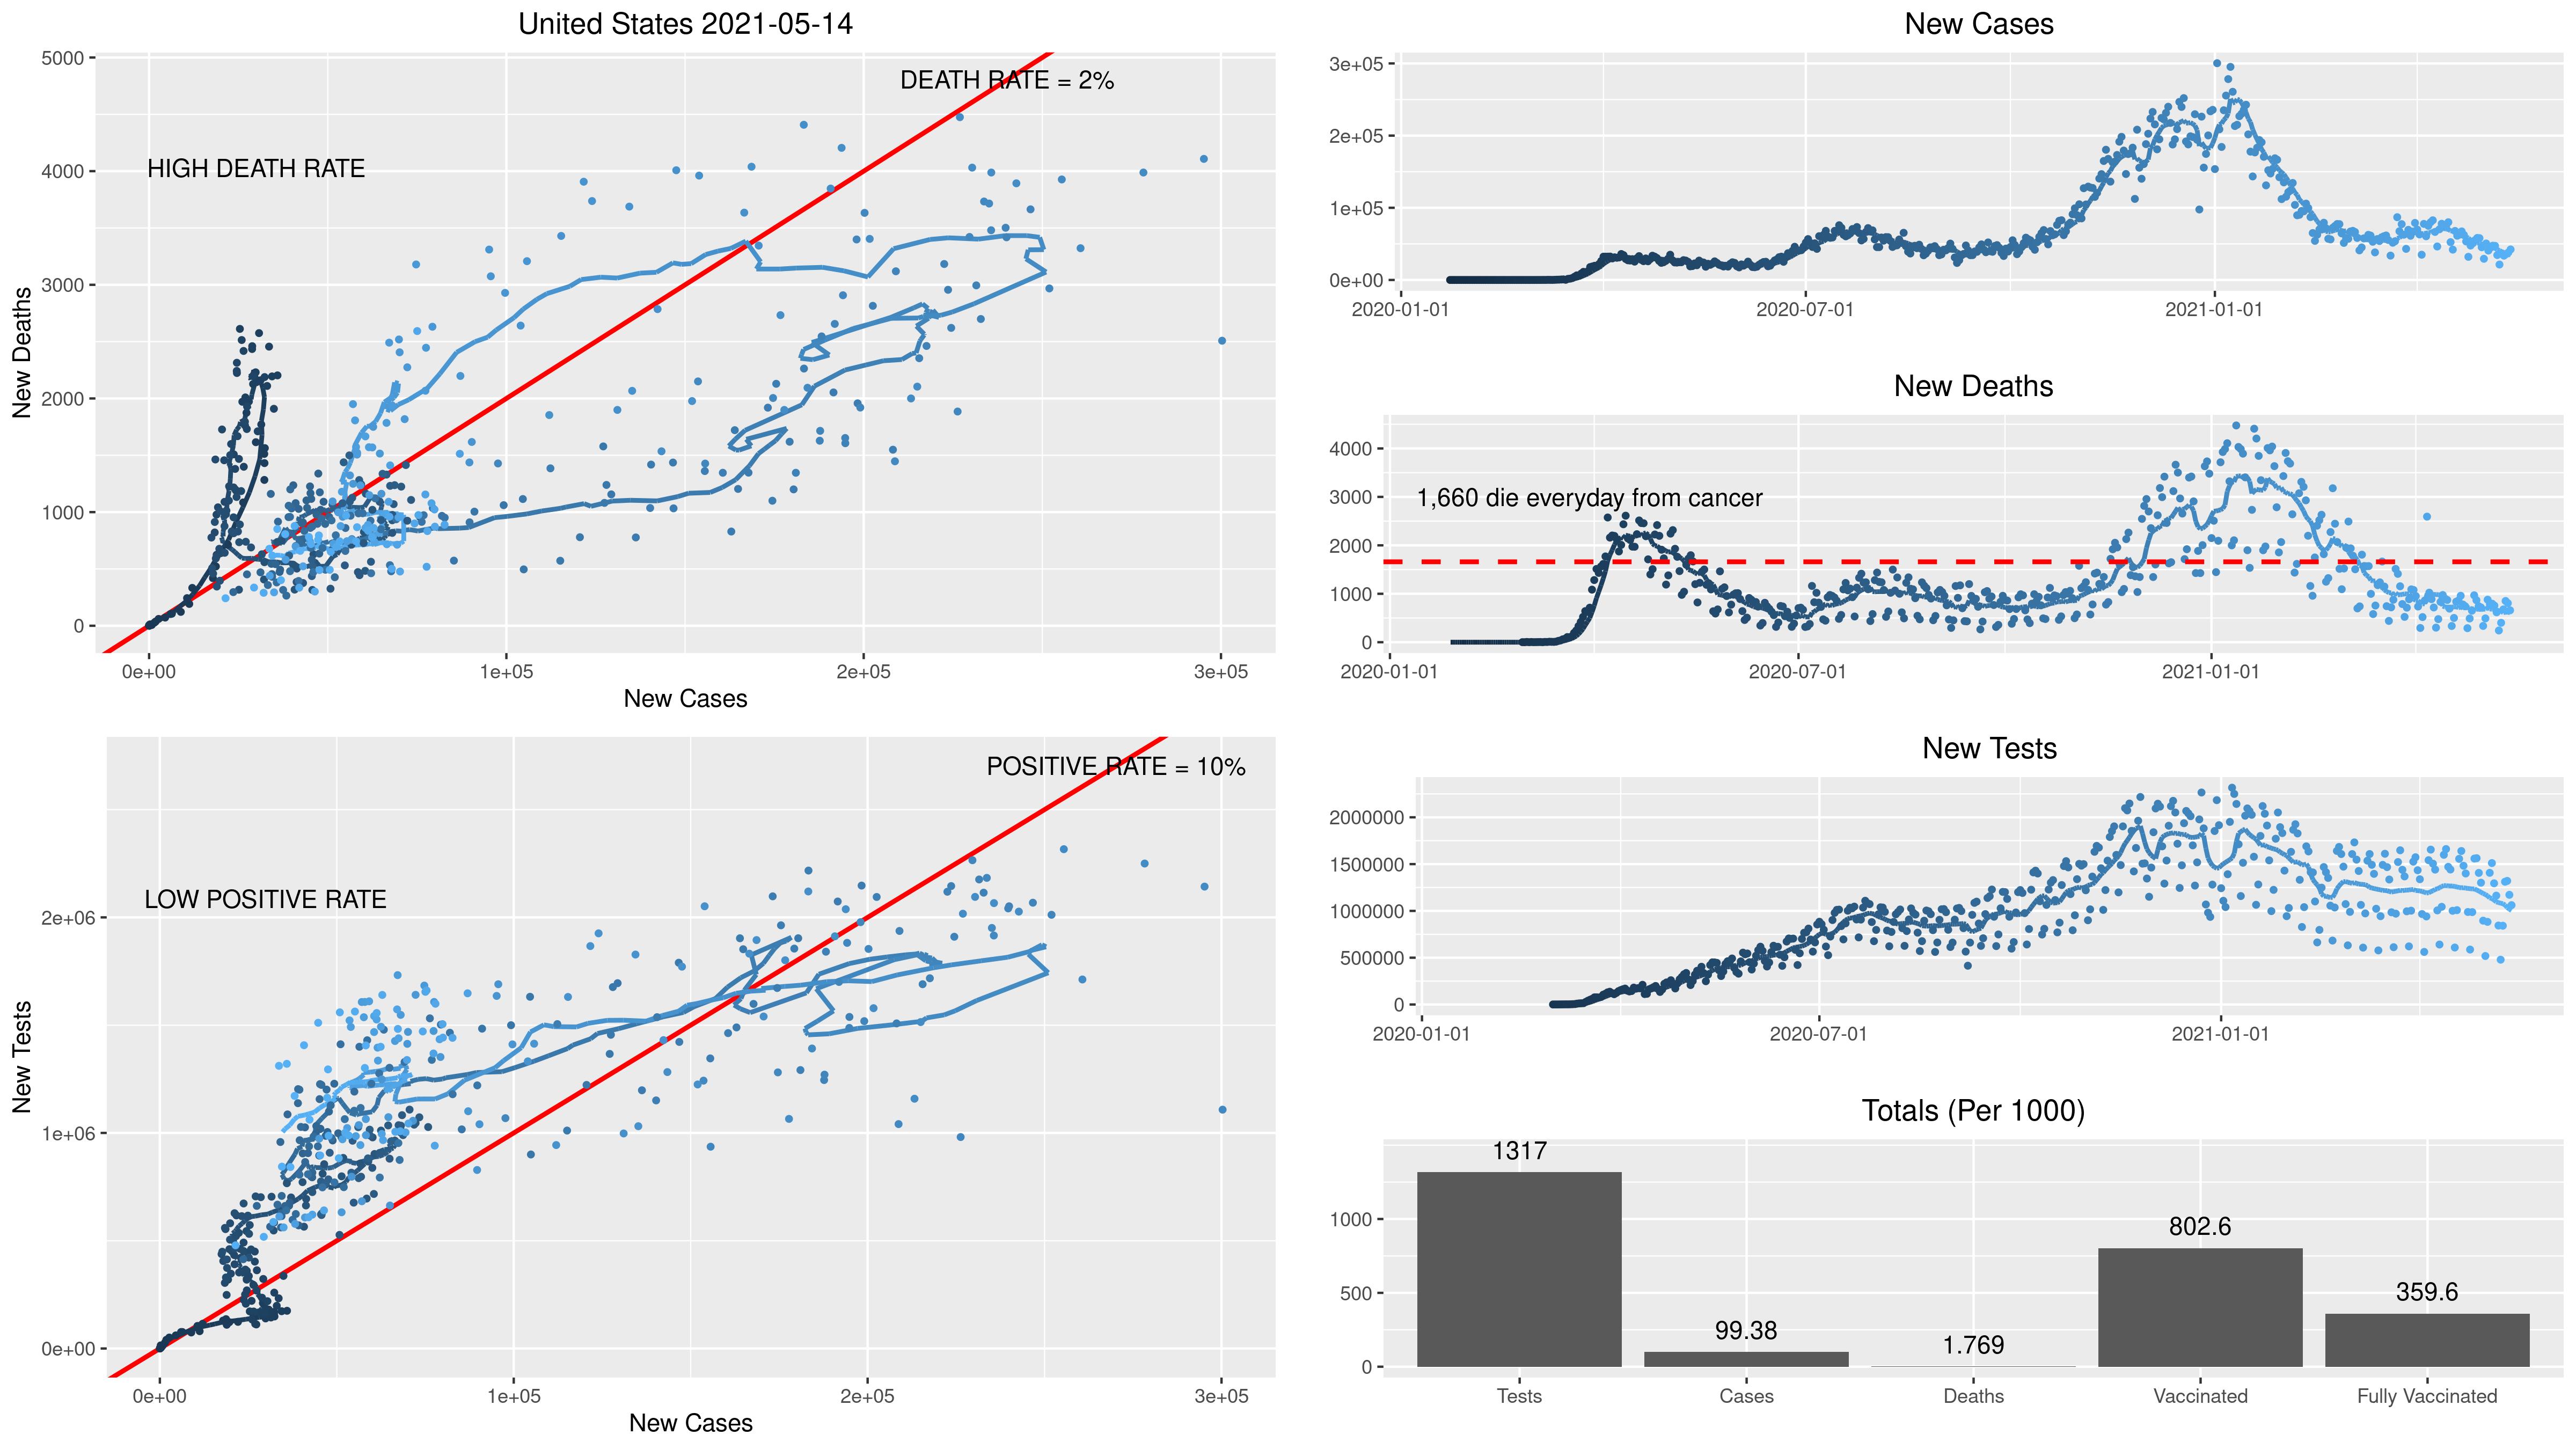 United States 2021-05-14
5000
4000
3000
2000
1000
0
New Deaths
DEATH RATE = 2%
HIGH DEATH RATE
0e+00 1e+05 2e+05 3e+05
New Cases
New Cases
3e+05
2e+05
1e+05
0e+00
2020-01-01 2020-07-01 2021-01-01
New Deaths
4000
3000
2000
1000
0
1,660 die everyday from cancer
2020-01-01 2020-07-01 2021-01-01
POSITIVE RATE = 10%
LOW POSITIVE RATE
2e+06
1e+06
0e+00
New Tests
0e+00 1e+05 2e+05 3e+05
New Cases
New Tests
2000000
1500000
1000000
500000
0
2020-01-01 2020-07-01 2021-01-01
Totals (Per 1000)
1000
500
0
1317
99.38
1.769
802.6
359.6
Tests Cases Deaths Vaccinated Fully Vaccinated